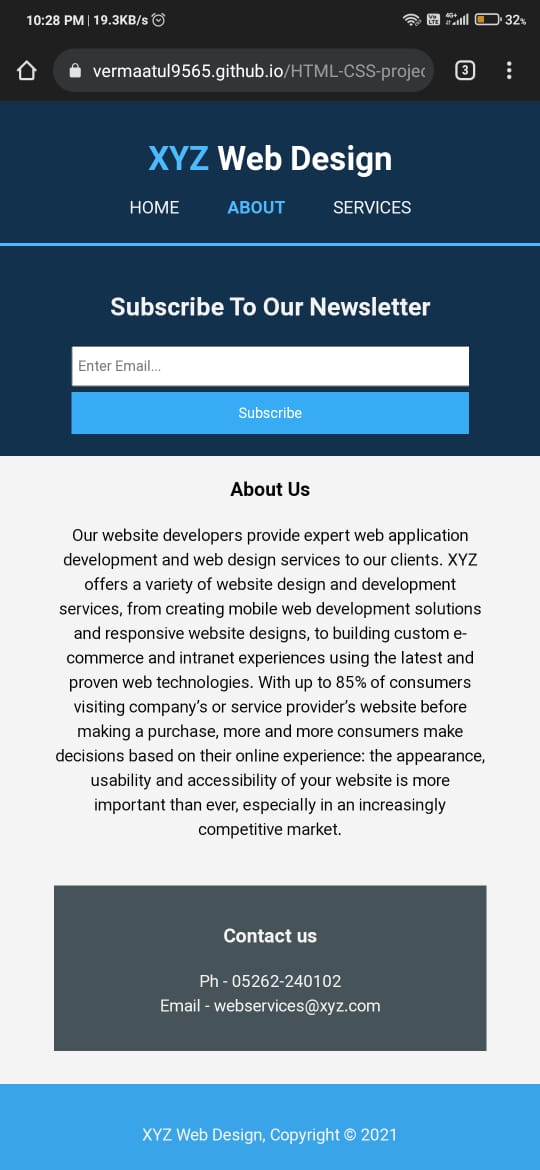 10:28 PM | 19.3KB/s
Vo LTE 4G+ 32%
vermaatul9565.github.io/HTML-CSS-projec
3
XYZ Web Design
HOME ABOUT SERVICES
Subscribe To Our Newsletter
Enter Email...
Subscribe
About Us
Our website developers provide expert web application
development and web design services to our clients. XYZ
offers a variety of website design and development
services, from creating mobile web development solutions
and responsive website designs, to building custom e-
commerce and intranet experiences using the latest and
proven web technologies. With up to 85% of consumers
visiting company's or service provider's website before
making a purchase, more and more consumers make
decisions based on their online experience: the appearance,
usability and accessibility of your website is more
important than ever, especially in an increasingly
competitive market.
Contact us
Ph - 05262-240102
Email - webservices@xyz.com
XYZ Web Design, Copyright © 2021